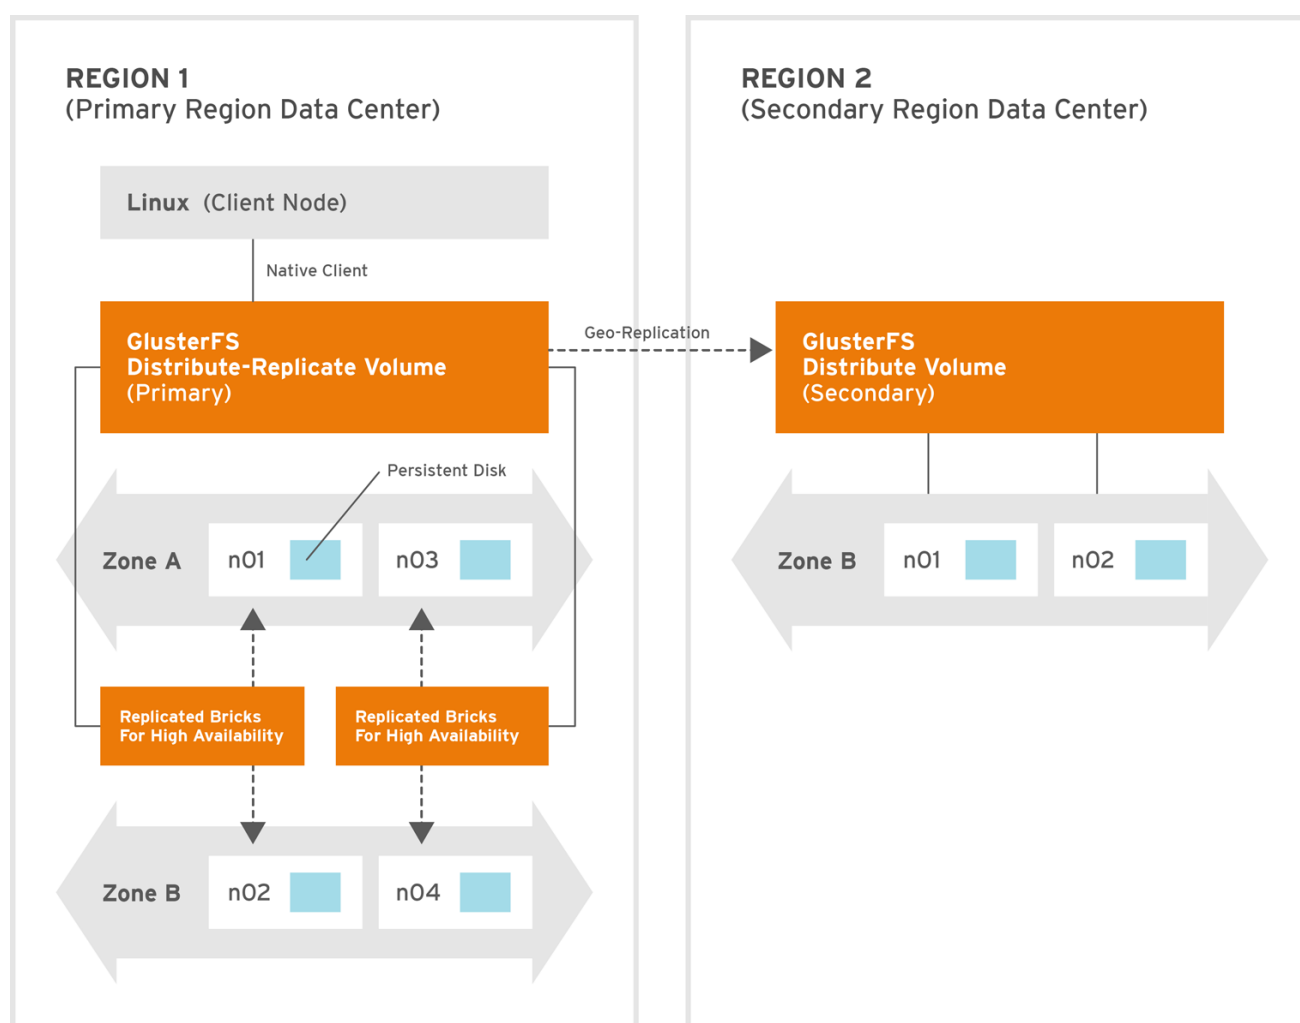 REGION 1
(Primary Region Data Center)
Linux (Client Node)
Native Client
GlusterFS
Distribute-Replicate Volume
(Primary)
Geo-Replication
Persistent Disk
Zone A
n01
n03
Replicated Bricks
For High Availability
Replicated Bricks
For High Availability
Zone B
n02
n04
REGION 2
(Secondary Region Data Center)
GlusterFS
Distribute Volume
(Secondary)
Zone B
n01
n02